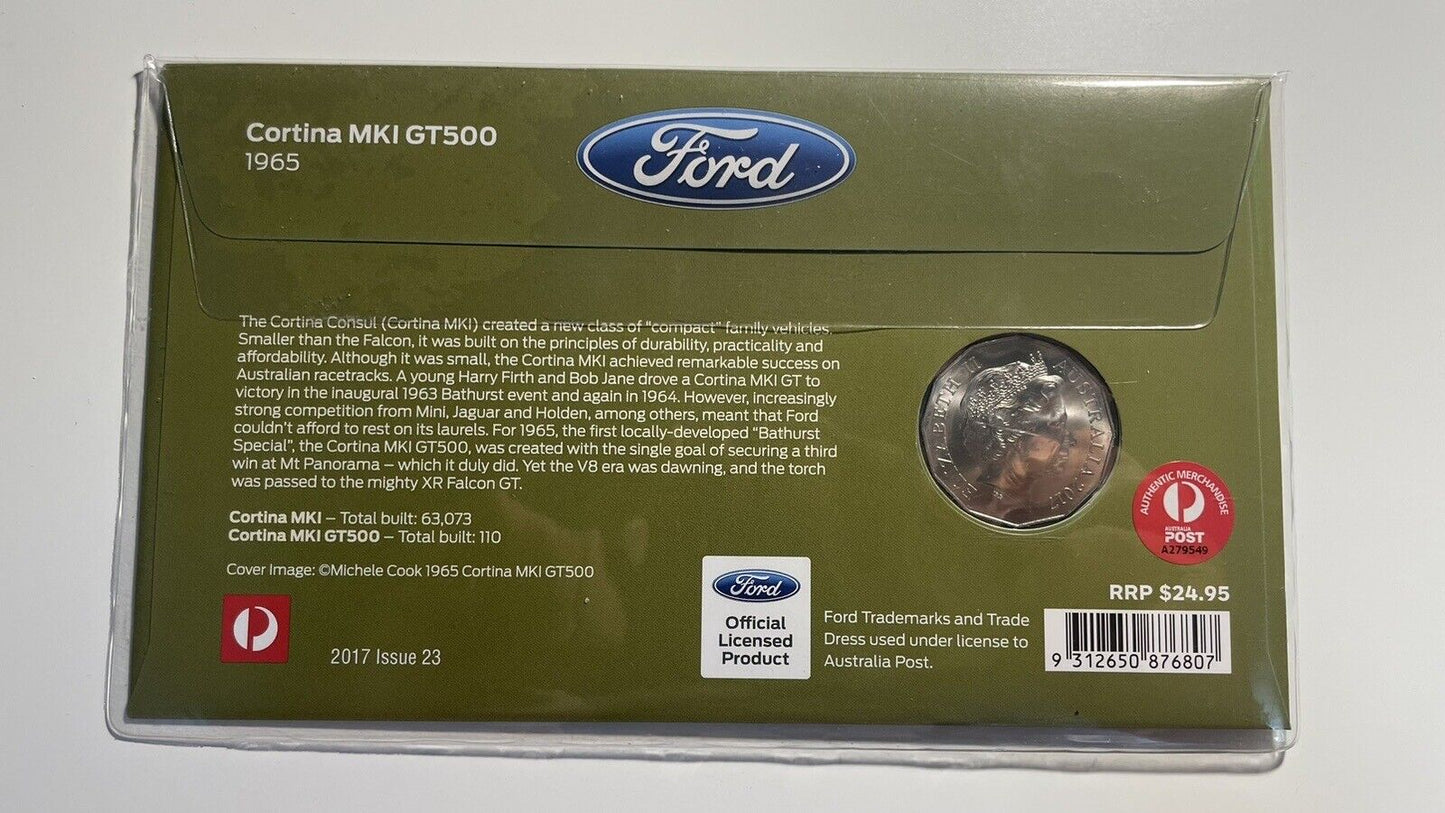 Cortina MKI GT500
1965
Ford
The Cortina Consul (Cortina MKI) created a new class of “compact” family vehicles.
Smaller than the Falcon, it was built on the principles of durability, practicality and
affordability. Although it was small, the Cortina MKI achieved remarkable success on
Australian racetracks. A young Harry Firth and Bob Jane drove a Cortina MKI GT to
victory in the inaugural 1963 Bathurst event and again in 1964. However, increasingly
strong competition from Mini, Jaguar and Holden, among others, meant that Ford
couldn’t afford to rest on its laurels. For 1965, the first locally-developed “Bathurst
Special”, the Cortina MKI GT500, was created with the single goal of securing a third
win at Mt Panorama – which it duly did. Yet the V8 era was dawning, and the torch
was passed to the mighty XR Falcon GT.
Cortina MKI – Total built: 63,073
Cortina MKI GT500 – Total built: 110
Cover Image: ©Michele Cook 1965 Cortina MKI GT500
2017 Issue 23
ELIZABETH II AUSTRALIA 2017
AUTHENTIC MERCHANDISE
AUSTRALIA
POST
A279549
Ford
Official
Licensed
Product
Ford Trademarks and Trade
Dress used under license to
Australia Post.
RRP $24.95
9 312650 876807